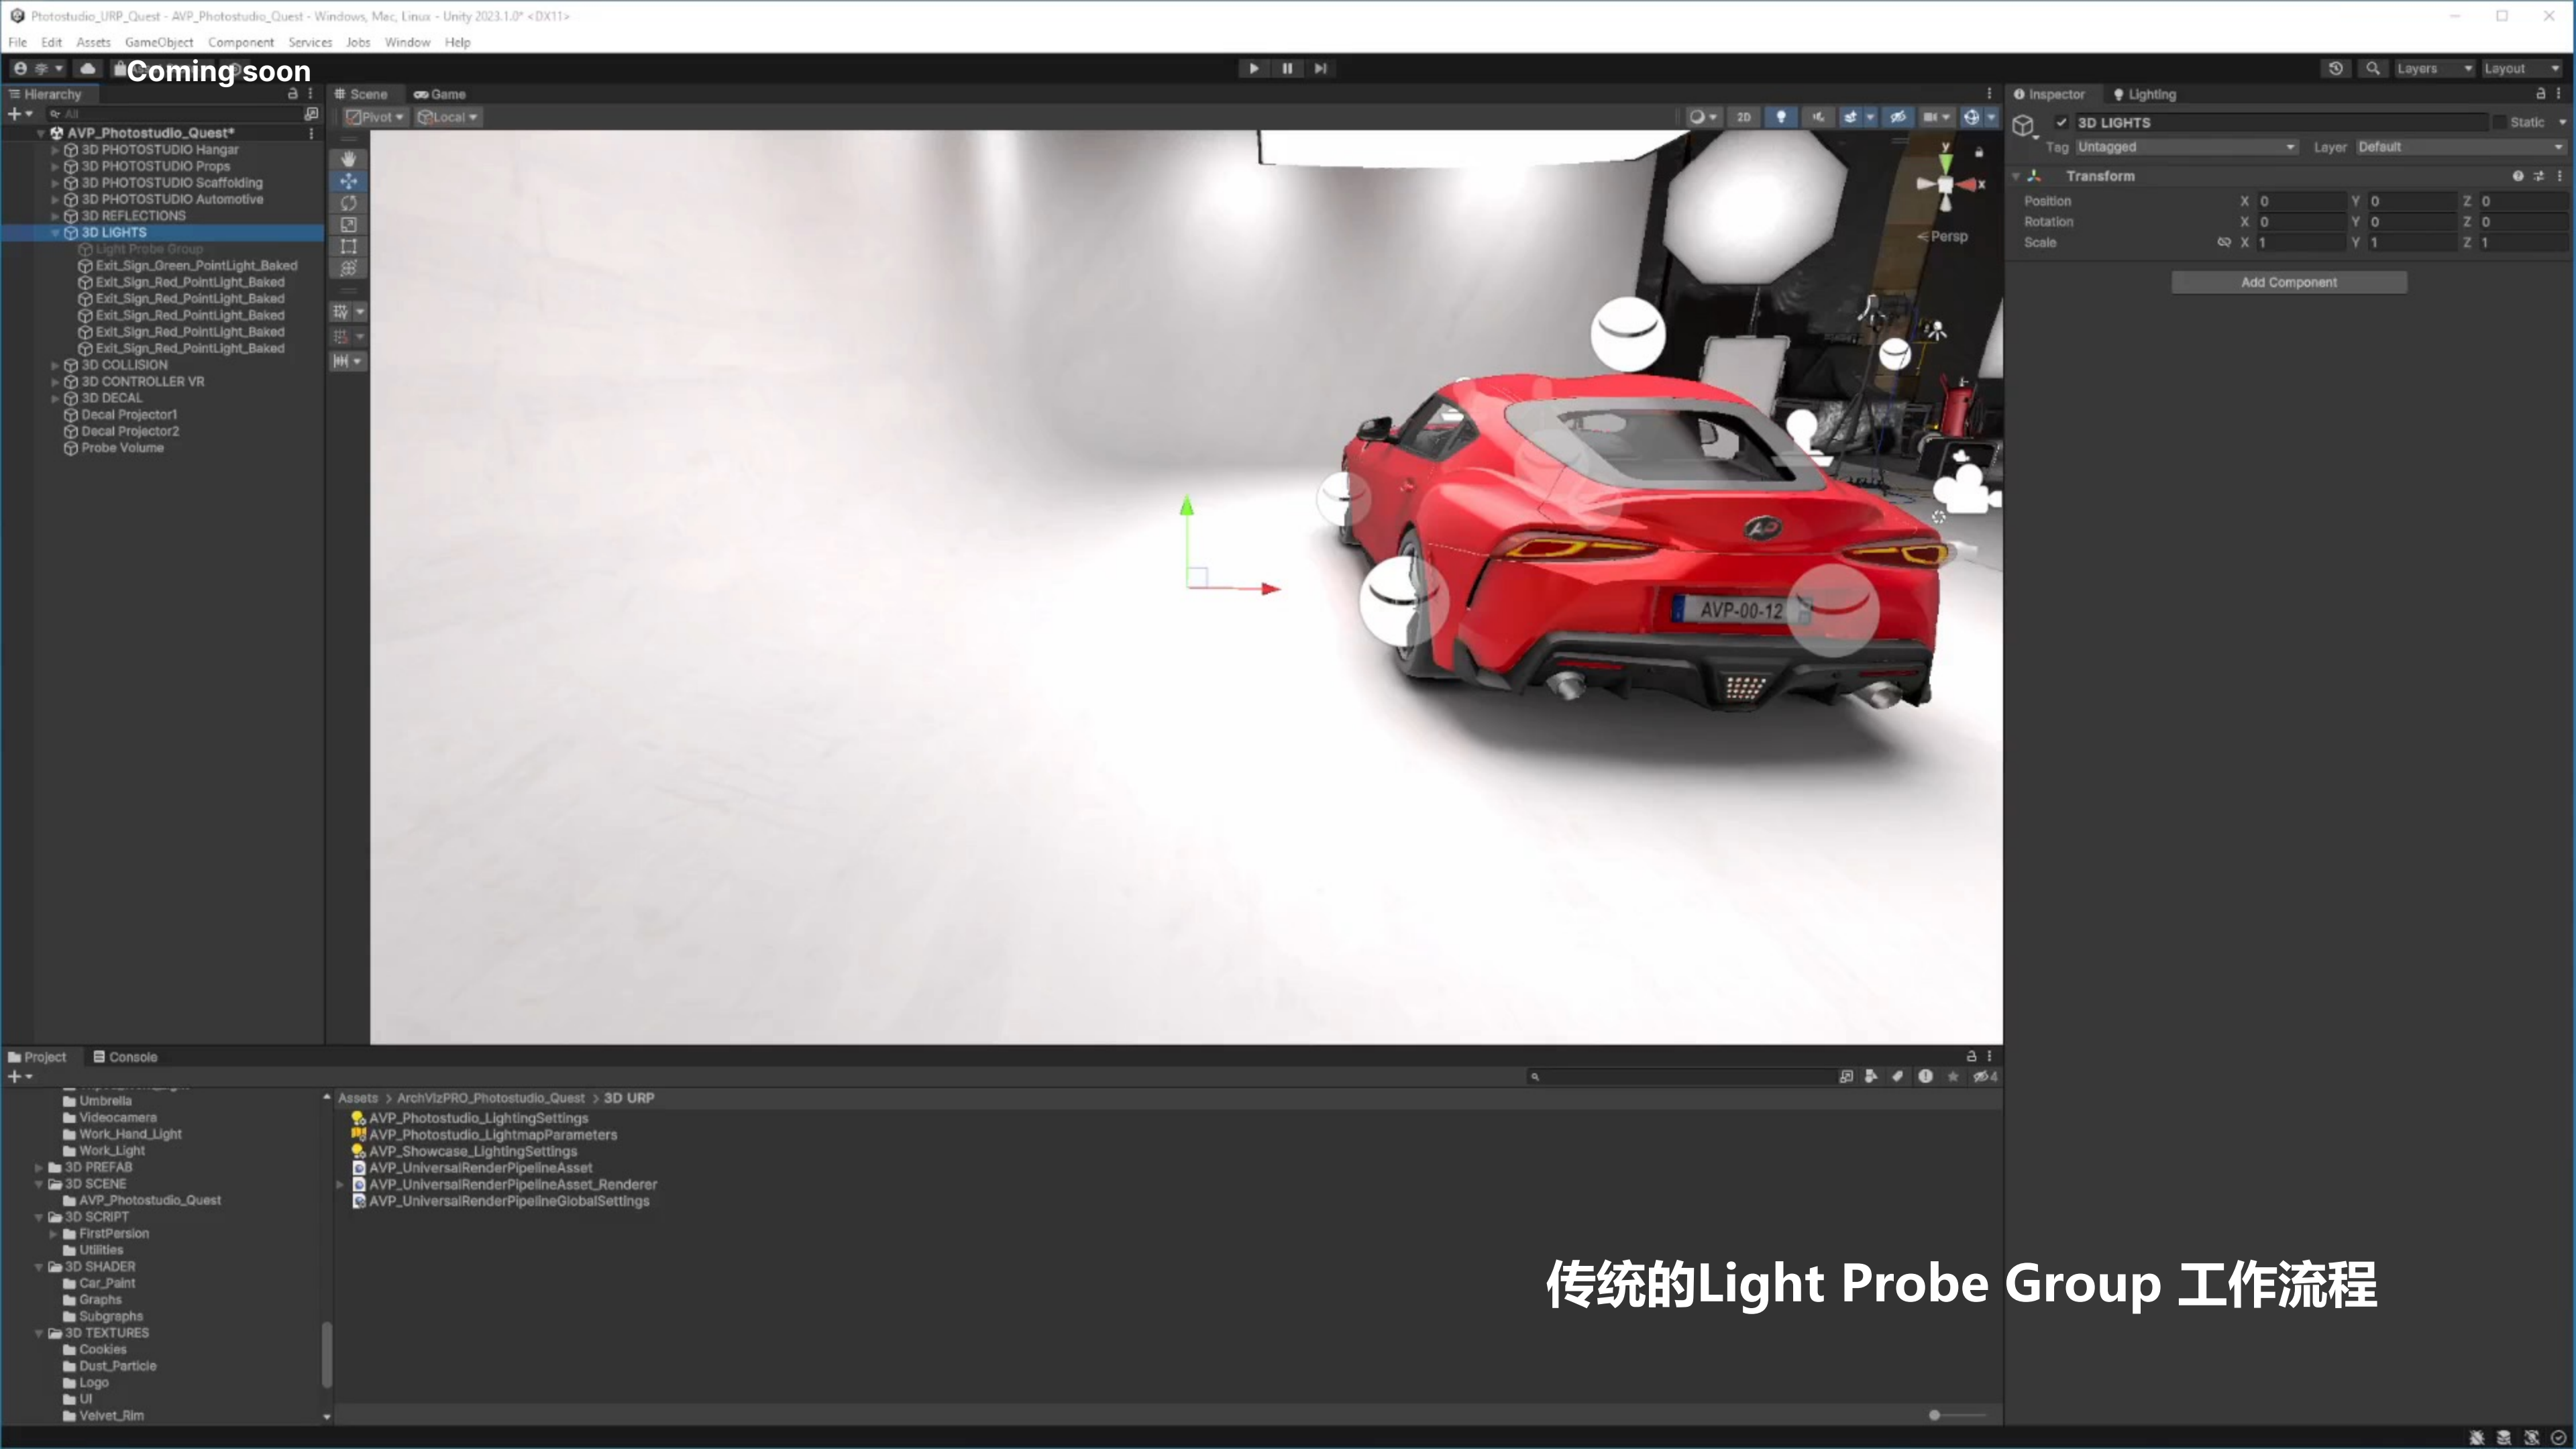 Photostudio_URP_Quest - AVP_Photostudio_Quest - Windows, Mac, Linux - Unity 2023.1.0* <DX11>
File Edit Assets GameObject Component Services Jobs Window Help
Coming soon
Layers Layout
Hierarchy
All
AVP_Photostudio_Quest*
3D PHOTOSTUDIO Hangar
3D PHOTOSTUDIO Props
3D PHOTOSTUDIO Scaffolding
3D PHOTOSTUDIO Automotive
3D REFLECTIONS
3D LIGHTS
Light Probe Group
Exit_Sign_Green_PointLight_Baked
Exit_Sign_Red_PointLight_Baked
Exit_Sign_Red_PointLight_Baked
Exit_Sign_Red_PointLight_Baked
Exit_Sign_Red_PointLight_Baked
Exit_Sign_Red_PointLight_Baked
3D COLLISION
3D CONTROLLER VR
3D DECAL
Decal Projector1
Decal Projector2
Probe Volume
Scene Game
Pivot Local
2D
y
x
Persp
AVP-00-12
Inspector Lighting
3D LIGHTS Static
Tag Untagged Layer Default
Transform
Position X 0 Y 0 Z 0
Rotation X 0 Y 0 Z 0
Scale X 1 Y 1 Z 1
Add Component
Project Console
4
Umbrella
Videocamera
Work_Hand_Light
Work_Light
3D PREFAB
3D SCENE
AVP_Photostudio_Quest
3D SCRIPT
FirstPersion
Utilities
3D SHADER
Car_Paint
Graphs
Subgraphs
3D TEXTURES
Cookies
Dust_Particle
Logo
UI
Velvet_Rim
Assets > ArchVizPRO_Photostudio_Quest > 3D URP
AVP_Photostudio_LightingSettings
AVP_Photostudio_LightmapParameters
AVP_Showcase_LightingSettings
AVP_UniversalRenderPipelineAsset
AVP_UniversalRenderPipelineAsset_Renderer
AVP_UniversalRenderPipelineGlobalSettings
传统的Light Probe Group 工作流程